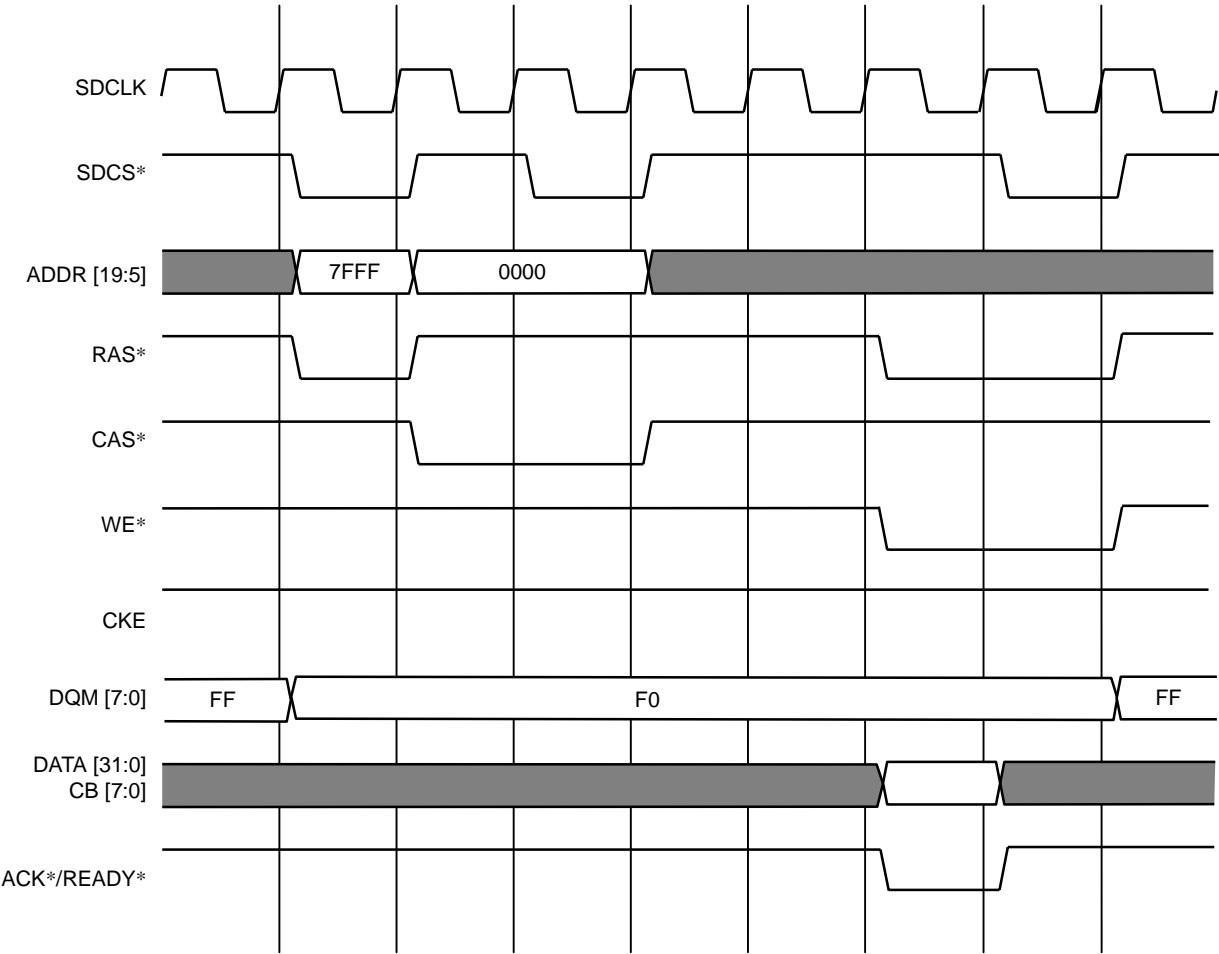 SDCLK
SDCS*
ADDR [19:5]
7FFF
0000
RAS*
CAS*
WE*
CKE
DQM [7:0]
FF
F0
FF
DATA [31:0]
CB [7:0]
ACK*/READY*